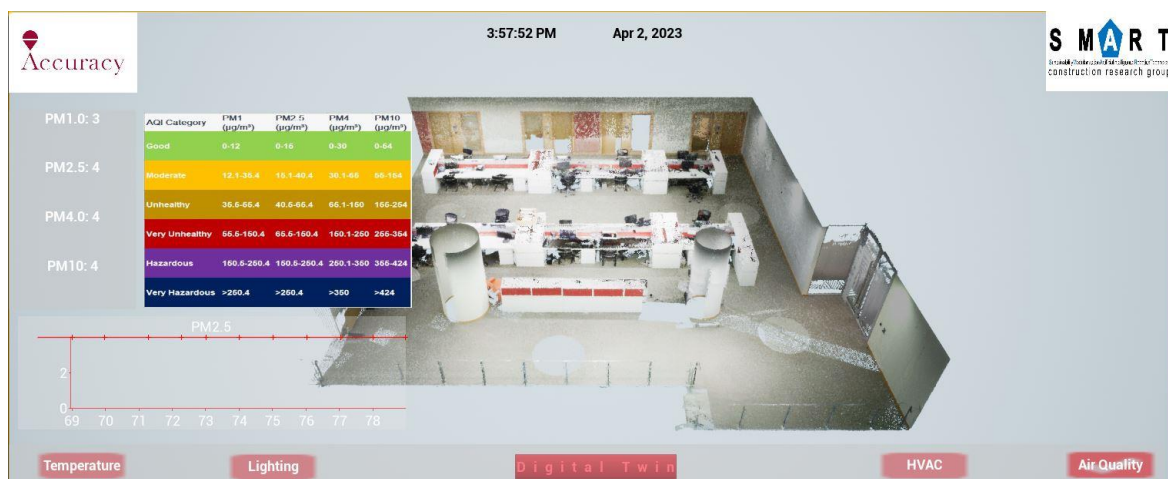 Accuracy
3:57:52 PM Apr 2, 2023
S M A R T
construction research group
PM1.0: 3
PM2.5: 4
PM4.0: 4
PM10: 4
AQI Category PM1 (µg/m³) PM2.5 (µg/m³) PM4 (µg/m³) PM10 (µg/m³)
Good 0-12 0-15 0-30 0-54
Moderate 12.1-35.4 15.1-40.4 30.1-65 55-154
Unhealthy 35.5-55.4 40.5-65.4 65.1-150 155-254
Very Unhealthy 55.5-150.4 65.5-150.4 150.1-250 255-354
Hazardous 150.5-250.4 150.5-250.4 250.1-350 355-424
Very Hazardous >250.4 >250.4 >350 >424
PM2.5
2
0
69 70 71 72 73 74 75 76 77 78
Temperature Lighting Digital Twin HVAC Air Quality